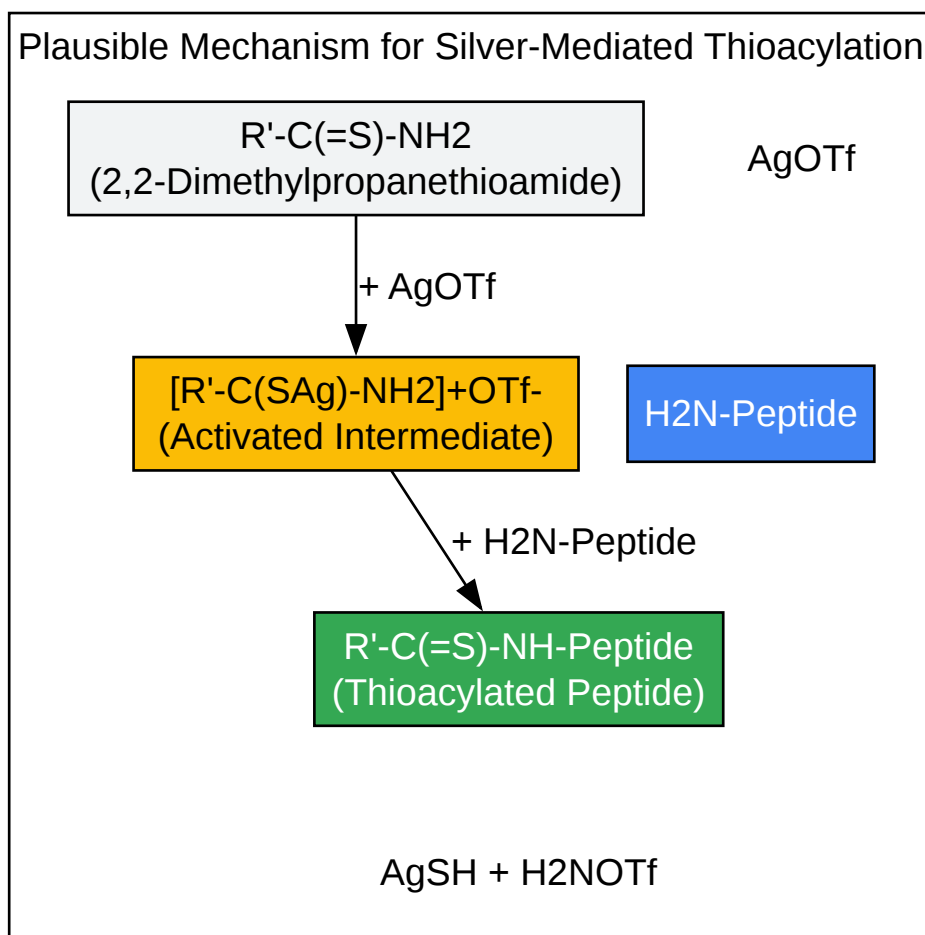 Plausible Mechanism for Silver-Mediated Thioacylation
R'-C(=S)-NH2
(2,2-Dimethylpropanethioamide)
AgOTf
+ AgOTf
[R'-C(SAg)-NH2]+OTf-
(Activated Intermediate)
H2N-Peptide
+ H2N-Peptide
R'-C(=S)-NH-Peptide
(Thioacylated Peptide)
AgSH + H2NOTf